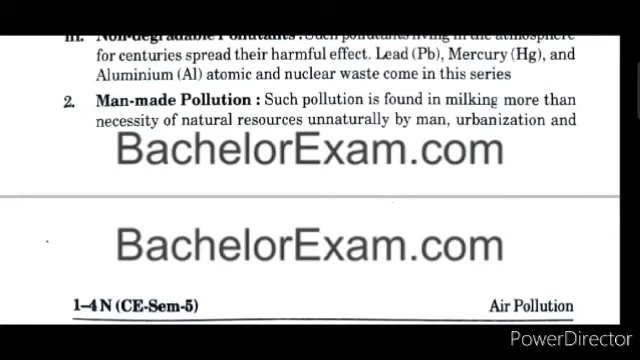 iii. Non-degradable Pollutants : Such pollutants living in the atmosphere
for centuries spread their harmful effect. Lead (Pb), Mercury (Hg), and
Aluminium (Al) atomic and nuclear waste come in this series
2. Man-made Pollution : Such pollution is found in milking more than
necessity of natural resources unnaturally by man, urbanization and
BachelorExam.com
BachelorExam.com
1–4 N (CE-Sem-5) Air Pollution
PowerDirector